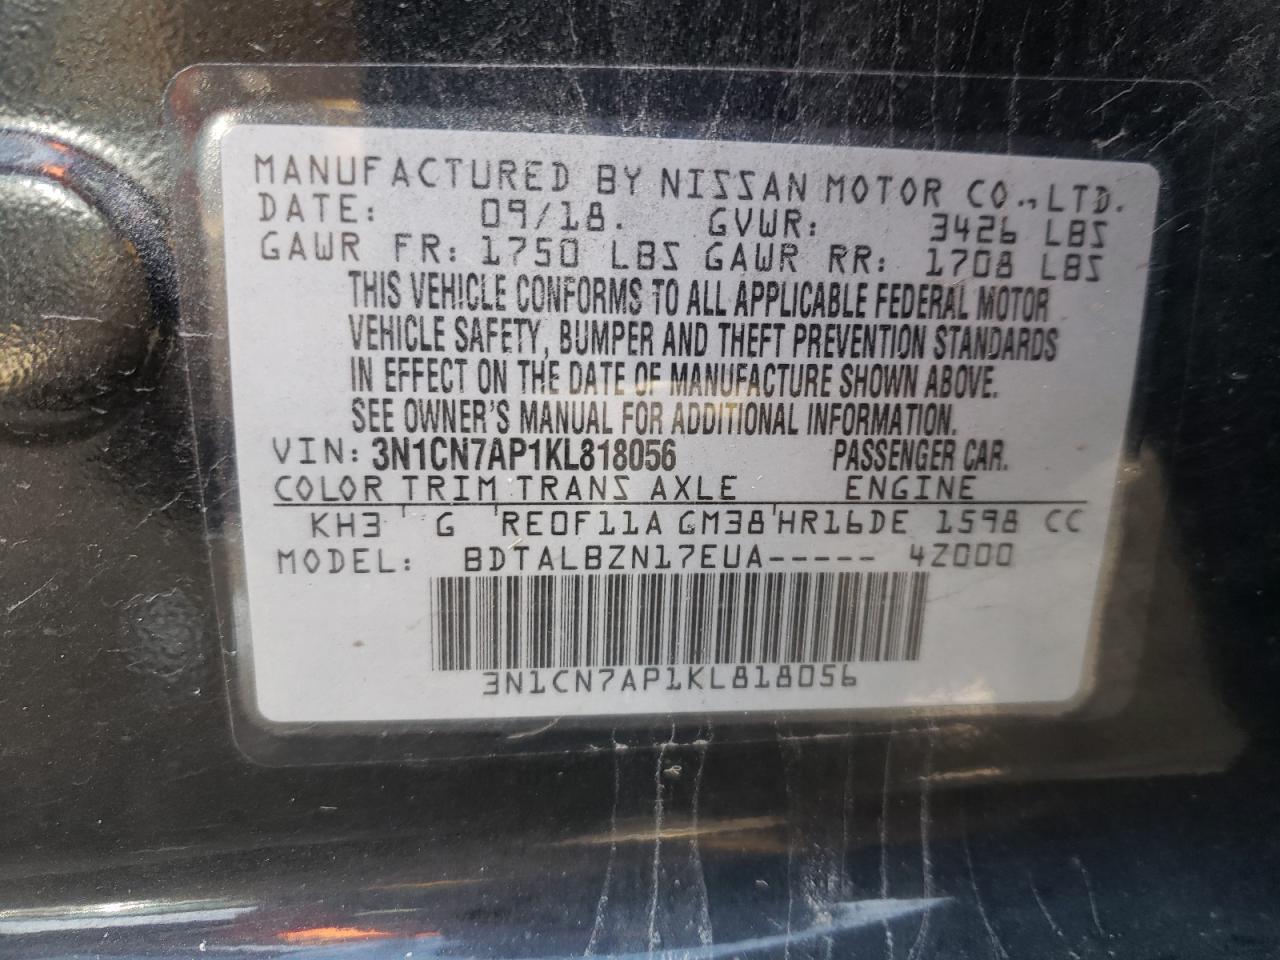 MANUFACTURED BY NISSAN MOTOR CO.,LTD.
DATE: 09/18. GVWR: 3426 LBS
GAWR FR: 1750 LBS GAWR RR: 1708 LBS
THIS VEHICLE CONFORMS TO ALL APPLICABLE FEDERAL MOTOR
VEHICLE SAFETY, BUMPER AND THEFT PREVENTION STANDARDS
IN EFFECT ON THE DATE OF MANUFACTURE SHOWN ABOVE.
SEE OWNER'S MANUAL FOR ADDITIONAL INFORMATION.
VIN: 3N1CN7AP1KL818056 PASSENGER CAR.
COLOR TRIM TRANS AXLE ENGINE
KH3 G RE0F11A GM38 HR16DE 1598 CC
MODEL: BDTALBZN17EUA----- 4Z000
3N1CN7AP1KL818056